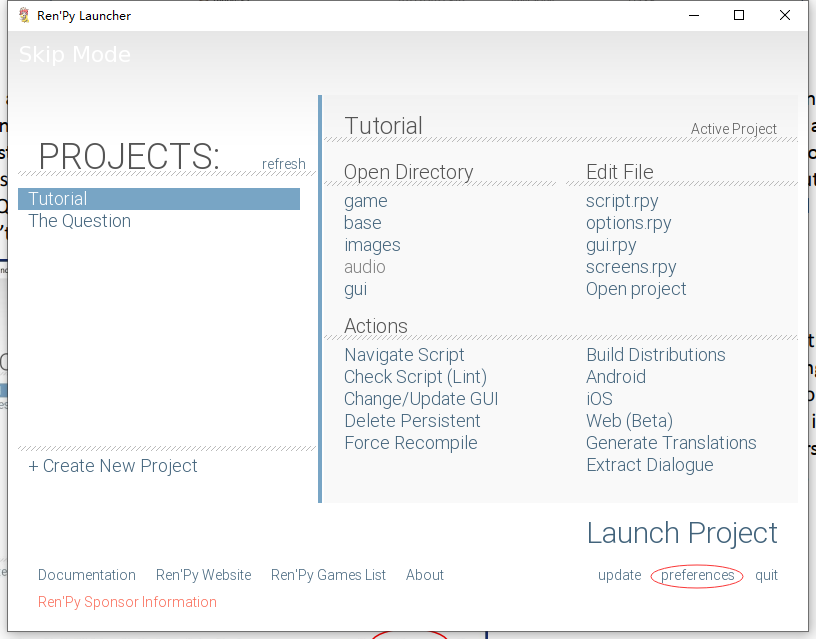 Ren'Py Launcher
Skip Mode
PROJECTS:
refresh
Tutorial
The Question
+ Create New Project
Tutorial
Active Project
Open Directory
game
base
images
audio
gui
Edit File
script.rpy
options.rpy
gui.rpy
screens.rpy
Open project
Actions
Navigate Script
Check Script (Lint)
Change/Update GUI
Delete Persistent
Force Recompile
Build Distributions
Android
iOS
Web (Beta)
Generate Translations
Extract Dialogue
Launch Project
Documentation Ren'Py Website Ren'Py Games List About
update preferences quit
Ren'Py Sponsor Information